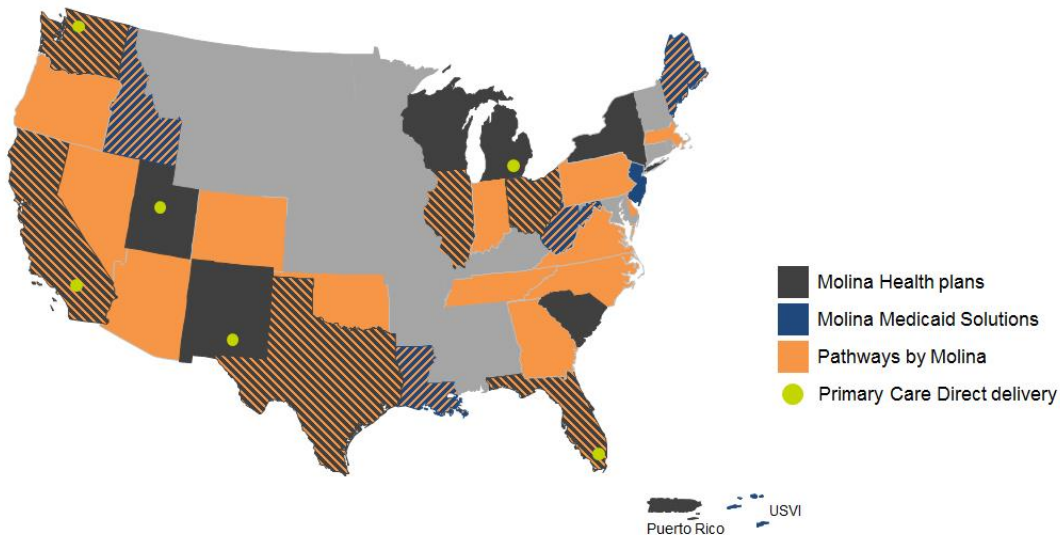 Molina Health plans
Molina Medicaid Solutions
Pathways by Molina
Primary Care Direct delivery
USVI
Puerto Rico